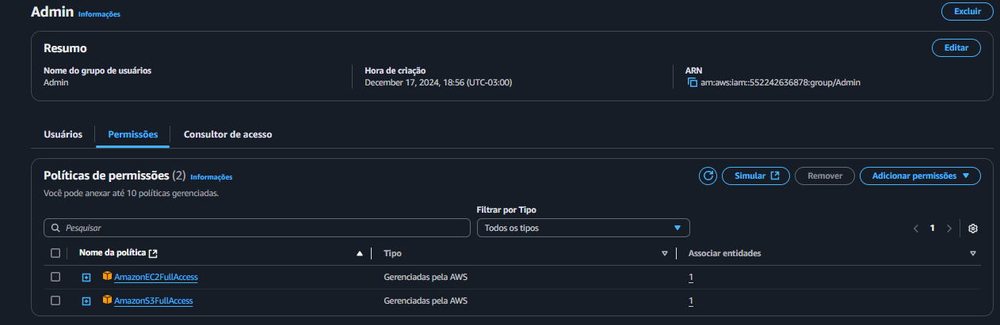 Admin Informações
Excluir
Resumo
Editar
Nome do grupo de usuários
Admin
Hora de criação
December 17, 2024, 18:56 (UTC-03:00)
ARN
arn:aws:iam::552242636878:group/Admin
Usuários
Permissões
Consultor de acesso
Políticas de permissões (2) Informações
Você pode anexar até 10 políticas gerenciadas.
Simular
Remover
Adicionar permissões
Filtrar por Tipo
Pesquisar
Todos os tipos
1
Nome da política
Tipo
Associar entidades
AmazonEC2FullAccess
Gerenciadas pela AWS
1
AmazonS3FullAccess
Gerenciadas pela AWS
1